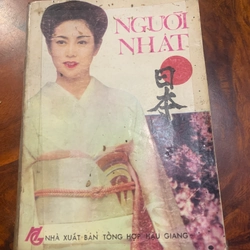 NGƯỜI
NHẬT
日本
NHÀ XUẤT BẢN TỔNG HỢP HẬU GIANG